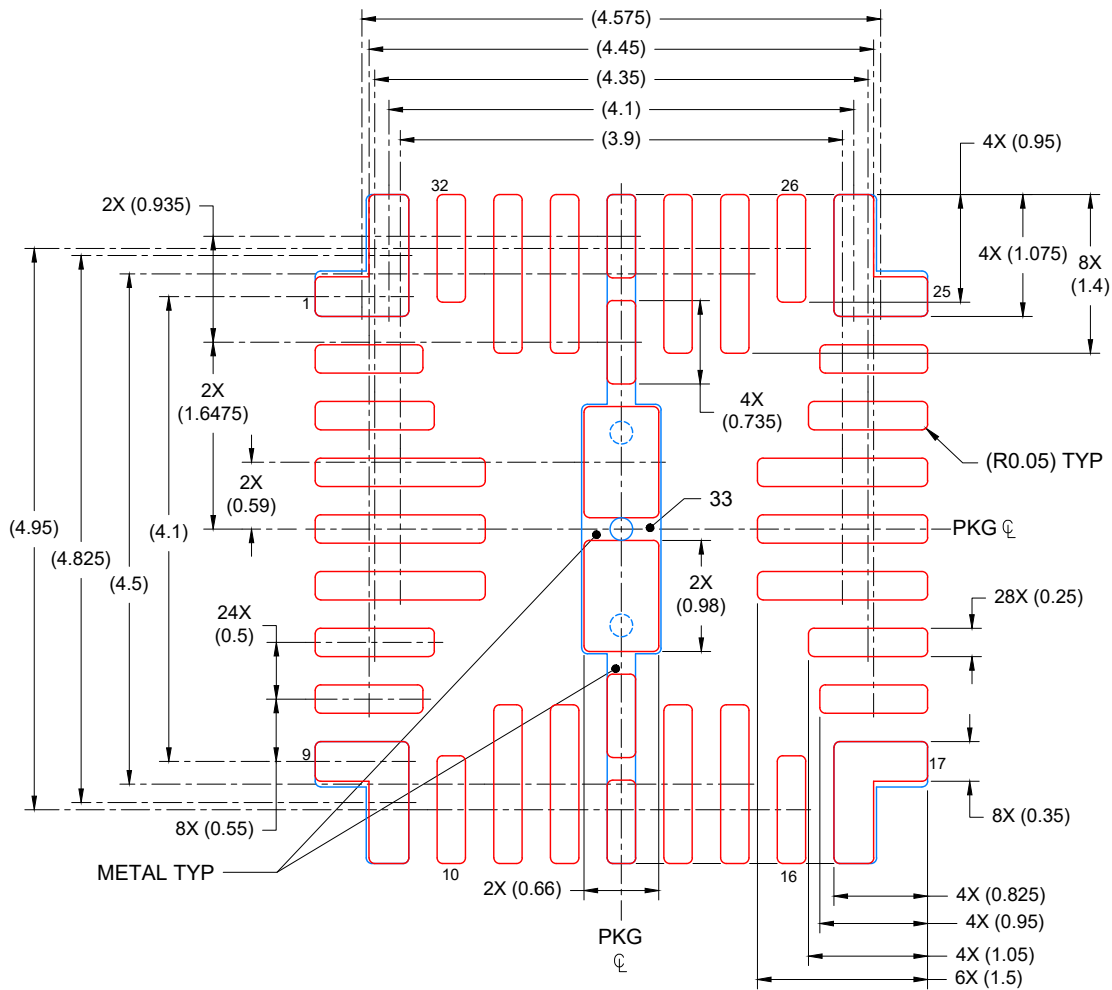 (4.575)
(4.45)
(4.35)
(4.1)
(3.9)
4X (0.95)
32
26
2X (0.935)
4X (1.075)
8X
(1.4)
1
25
2X
(1.6475)
4X
(0.735)
(R0.05) TYP
2X
(0.59)
33
PKG ℄
(4.95)
(4.825)
(4.5)
(4.1)
2X
(0.98)
28X (0.25)
24X
(0.5)
9
17
8X (0.55)
8X (0.35)
METAL TYP
10
16
2X (0.66)
4X (0.825)
4X (0.95)
PKG
℄
4X (1.05)
6X (1.5)